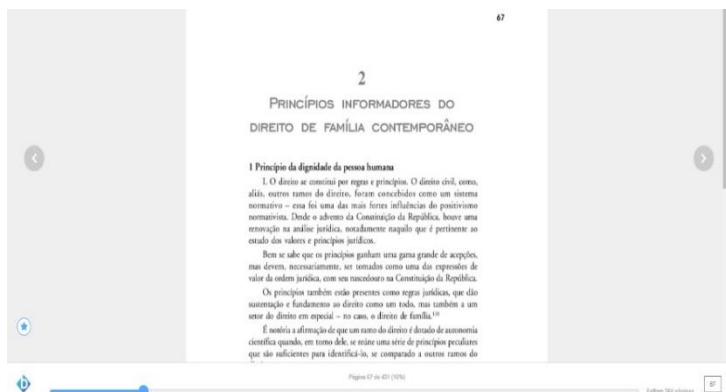 67
2
PRINCÍPIOS INFORMADORES DO
DIREITO DE FAMÍLIA CONTEMPORÂNEO
1 Princípio da dignidade da pessoa humana
I. O direito se constitui por regras e princípios. O direito civil, como,
aliás, outros ramos do direito, foram concebidos como um sistema
normativo – essa foi uma das mais fortes influências do positivismo
normativista. Desde o advento da Constituição da República, houve uma
renovação na análise jurídica, notadamente naquilo que é pertinente ao
estudo dos valores e princípios jurídicos.
Bem se sabe que os princípios ganham uma gama grande de acepções,
mas devem, necessariamente, ser tomados como uma das expressões de
valor da ordem jurídica, com seu nascedouro na Constituição da República.
Os princípios também estão presentes como regras jurídicas, que dão
sustentação e fundamento ao direito como um todo, mas também a um
setor do direito em especial – no caso, o direito de família.
É notória a afirmação de que um ramo do direito é dotado de autonomia
científica quando, em torno dele, se reúne uma série de princípios peculiares
que são suficientes para identificá-lo, se comparado a outros ramos do
Página 67 de 431 (16%)
67